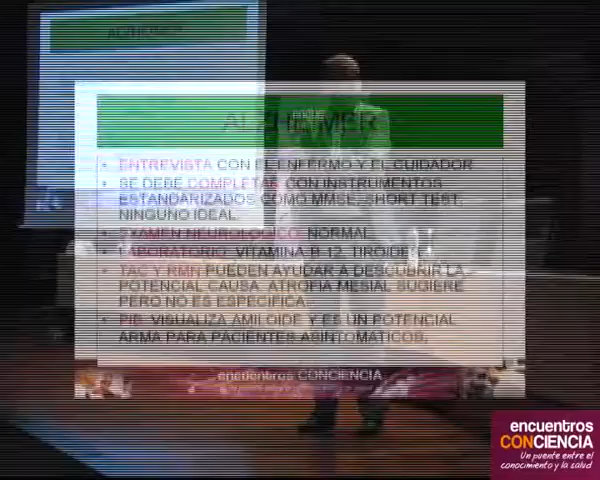 ALZHEIMER
ALZHEIMER
• ENTREVISTA CON EL ENFERMO Y EL CUIDADOR
• SE DEBE COMPLETAR CON INSTRUMENTOS
ESTANDARIZADOS COMO MMSE, SHORT TEST,
NINGUNO IDEAL.
• EXAMEN NEUROLOGICO: NORMAL
• LABORATORIO: VITAMINA B 12, TIROIDES
• TAC Y RMN PUEDEN AYUDAR A DESCUBRIR LA
POTENCIAL CAUSA. ATROFIA MESIAL SUGIERE
PERO NO ES ESPECIFICA.
• PIB: VISUALIZA AMILOIDE Y ES UN POTENCIAL
ARMA PARA PACIENTES ASINTOMATICOS.
encuentros CONCIENCIA
encuentros
CONCIENCIA
Un puente entre el
conocimiento y la salud